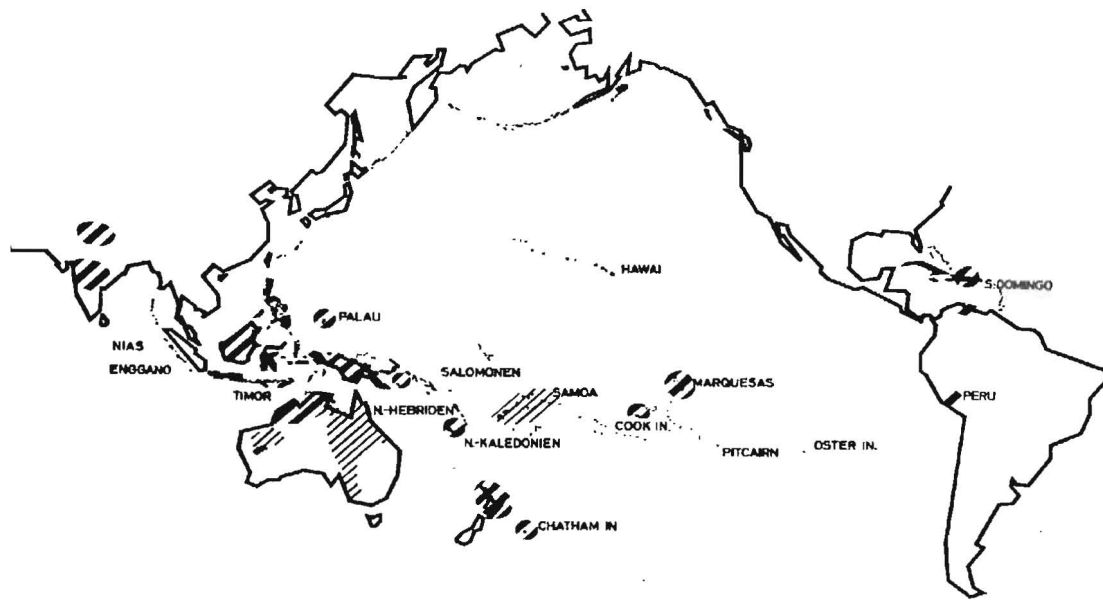 HAWAI
S.DOMINGO
PALAU
NIAS
ENGGANO
SALOMONEN
TIMOR
SAMOA
MARQUESAS
PERU
N.-HEBRIDEN
COOK IN.
N.-KALEDONIEN
PITCAIRN
OSTER IN.
CHATHAM IN